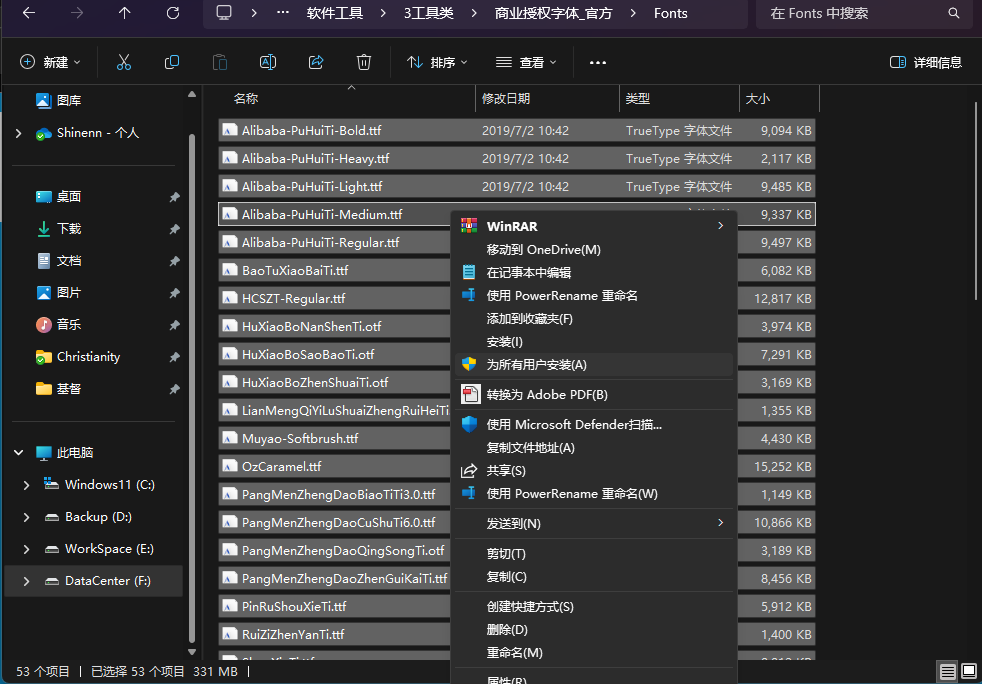 ··· 软件工具 3工具类 商业授权字体_官方 Fonts 在 Fonts 中搜索
新建 排序 查看 ··· 详细信息
名称 修改日期 类型 大小
图库
Shinenn - 个人
桌面
下载
文档
图片
音乐
Christianity
基督
此电脑
Windows11 (C:)
Backup (D:)
WorkSpace (E:)
DataCenter (F:)
Alibaba-PuHuiTi-Bold.ttf 2019/7/2 10:42 TrueType 字体文件 9,094 KB
Alibaba-PuHuiTi-Heavy.ttf 2019/7/2 10:42 TrueType 字体文件 2,117 KB
Alibaba-PuHuiTi-Light.ttf 2019/7/2 10:42 TrueType 字体文件 9,485 KB
Alibaba-PuHuiTi-Medium.ttf 9,337 KB
Alibaba-PuHuiTi-Regular.ttf 9,497 KB
BaoTuXiaoBaiTi.ttf 6,082 KB
HCSZT-Regular.ttf 12,817 KB
HuXiaoBoNanShenTi.otf 3,974 KB
HuXiaoBoSaoBaoTi.otf 7,291 KB
HuXiaoBoZhenShuaiTi.otf 3,169 KB
LianMengQiYiLuShuaiZhengRuiHeiTi 1,355 KB
Muyao-Softbrush.ttf 4,430 KB
OzCaramel.ttf 15,252 KB
PangMenZhengDaoBiaoTiTi3.0.ttf 1,149 KB
PangMenZhengDaoCuShuTi6.0.ttf 10,866 KB
PangMenZhengDaoQingSongTi.otf 3,189 KB
PangMenZhengDaoZhenGuiKaiTi.ttf 8,456 KB
PinRuShouXieTi.ttf 5,912 KB
RuiZiZhenYanTi.ttf 1,400 KB
WinRAR
移动到 OneDrive(M)
在记事本中编辑
使用 PowerRename 重命名
添加到收藏夹(F)
安装(I)
为所有用户安装(A)
转换为 Adobe PDF(B)
使用 Microsoft Defender扫描...
复制文件地址(A)
共享(S)
使用 PowerRename 重命名(W)
发送到(N)
剪切(T)
复制(C)
创建快捷方式(S)
删除(D)
重命名(M)
属性(R)
53 个项目 | 已选择 53 个项目 331 MB |